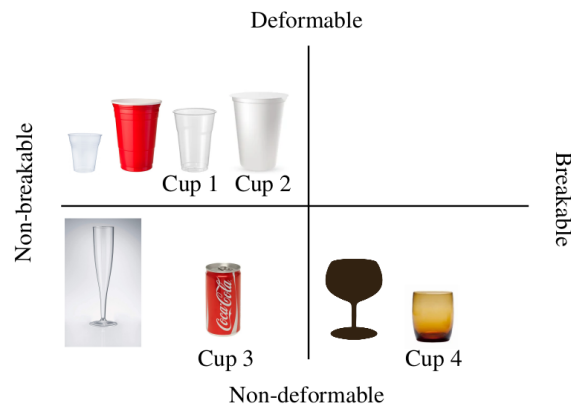 Deformable
Non-breakable
Breakable
Cup 1
Cup 2
Coca-Cola
Cup 3
Cup 4
Non-deformable